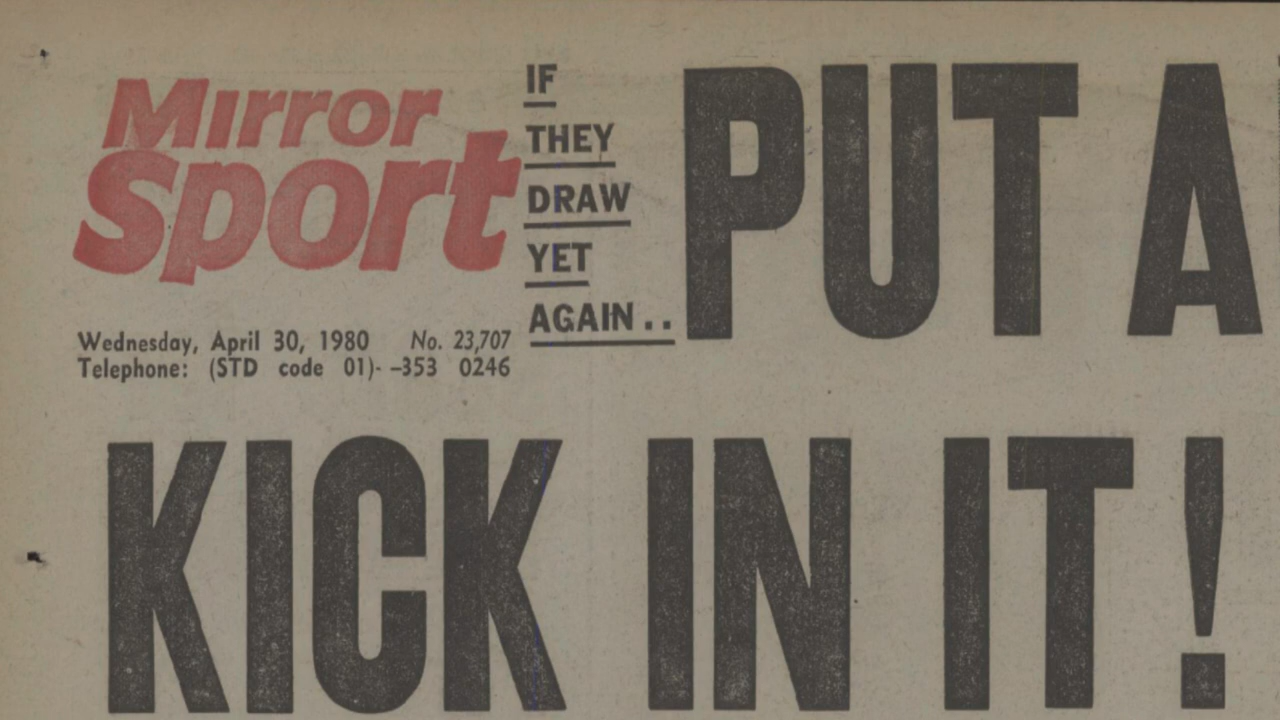 Mirror
Sport
Wednesday, April 30, 1980 No. 23,707
Telephone: (STD code 01)- -353 0246
IF
THEY
DRAW
YET
AGAIN ..
PUT A
KICK IN IT!